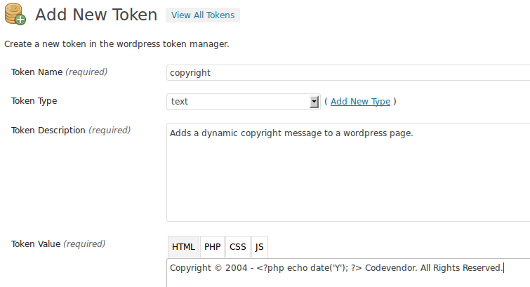 Add New Token View All Tokens
Create a new token in the wordpress token manager.
Token Name (required) copyright
Token Type text ( Add New Type )
Token Description (required) Adds a dynamic copyright message to a wordpress page.
Token Value (required) HTML PHP CSS JS
Copyright © 2004 - <?php echo date('Y'); ?> Codevendor. All Rights Reserved.